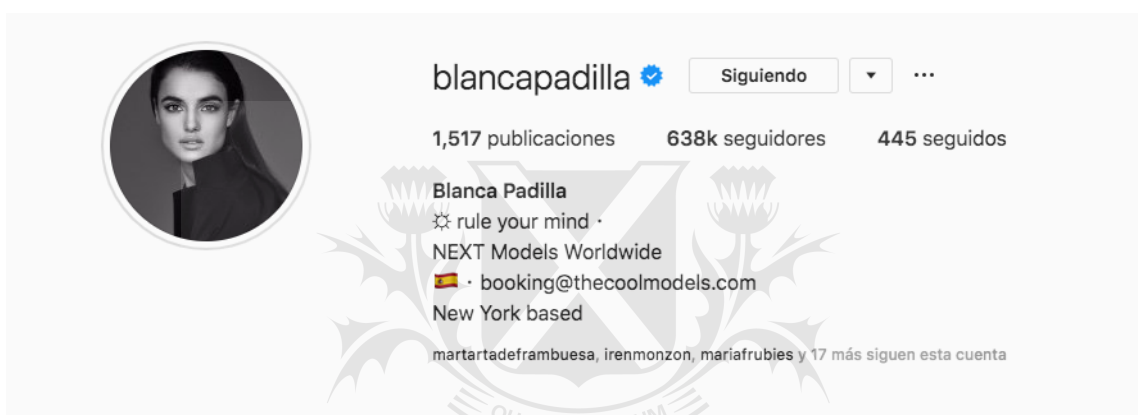 blancapadilla Siguiendo
1,517 publicaciones 638k seguidores 445 seguidos
Blanca Padilla
☼ rule your mind ·
NEXT Models Worldwide
🇪🇸 · booking@thecoolmodels.com
New York based
martartadeframbuesa, irenmonzon, mariafrubies y 17 más siguen esta cuenta